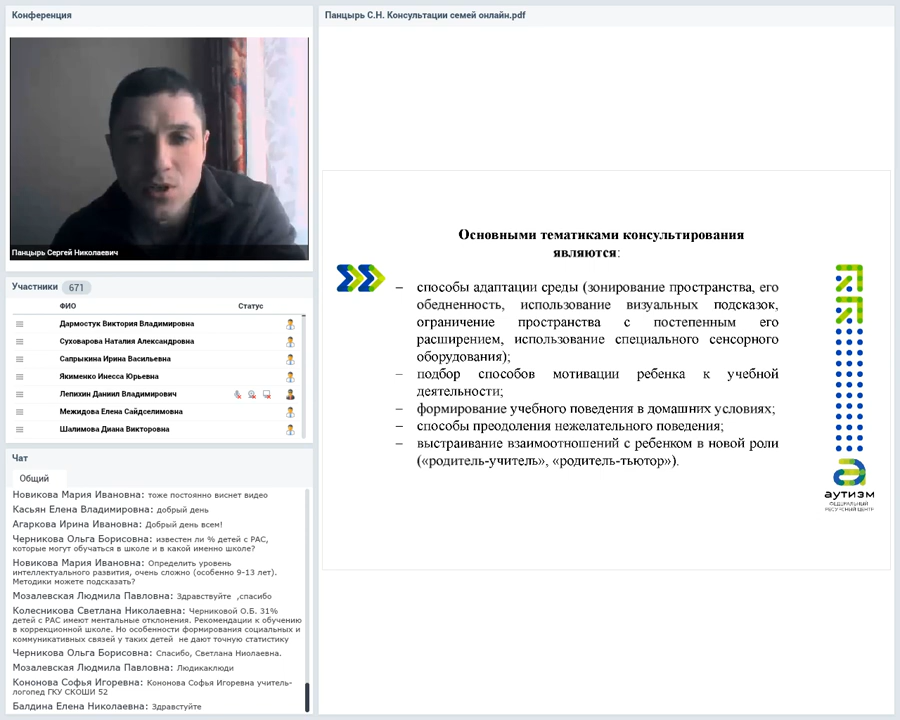 Конференция
Панцырь Сергей Николаевич
Участники 671
ФИО Статус
Дармостук Виктория Владимировна
Суховарова Наталия Александровна
Сапрыкина Ирина Васильевна
Якименко Инесса Юрьевна
Лепихин Даниил Владимирович
Межидова Елена Сайдселимовна
Шалимова Диана Викторовна
Чат
Общий
Новикова Мария Ивановна: тоже постоянно виснет видео
Касьян Елена Владимировна: добрый день
Агаркова Ирина Ивановна: Добрый день всем!
Черникова Ольга Борисовна: известен ли % детей с РАС,
которые могут обучаться в школе и в какой именно школе?
Новикова Мария Ивановна: Определить уровень
интеллектуального развития, очень сложно (особенно 9-13 лет).
Методики можете подсказать?
Мозалевская Людмила Павловна: Здравствуйте ,спасибо
Колесникова Светлана Николаевна: Черниковой О.Б. 31%
детей с РАС имеют ментальные отклонения. Рекомендации к обучению
в коррекционной школе. Но особенности формирования социальных и
коммуникативных связей у таких детей не дают точную статистику
Черникова Ольга Борисовна: Спасибо, Светлана Ниолаевна.
Мозалевская Людмила Павловна: Людикаклюди
Кононова Софья Игоревна: Кононова Софья Игоревна учитель-
логопед ГКУ СКОШИ 52
Балдина Елена Николаевна: Здравстуйте
Панцырь С.Н. Консультации семей онлайн.pdf
Основными тематиками консультирования
являются:
– способы адаптации среды (зонирование пространства, его
обедненность, использование визуальных подсказок,
ограничение пространства с постепенным его
расширением, использование специального сенсорного
оборудования);
– подбор способов мотивации ребенка к учебной
деятельности;
– формирование учебного поведения в домашних условиях;
– способы преодоления нежелательного поведения;
– выстраивание взаимоотношений с ребенком в новой роли
(«родитель-учитель», «родитель-тьютор»).
аутизм
ФЕДЕРАЛЬНЫЙ
РЕСУРСНЫЙ ЦЕНТР